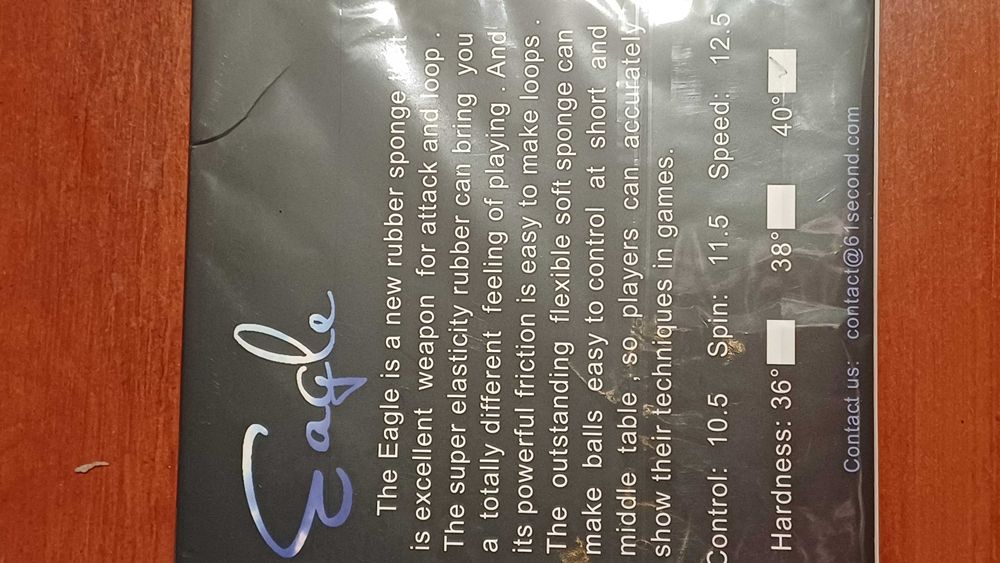 Eagle
The Eagle is a new rubber sponge that
is excellent weapon for attack and loop .
The super elasticity rubber can bring you
a totally different feeling of playing . And
its powerful friction is easy to make loops .
The outstanding flexible soft sponge can
make balls easy to control at short and
middle table , so, players can accurately
show their techniques in games.
Control: 10.5 Spin: 11.5 Speed: 12.5
Hardness: 36° 38° 40° ✓
Contact us: contact@61second.com